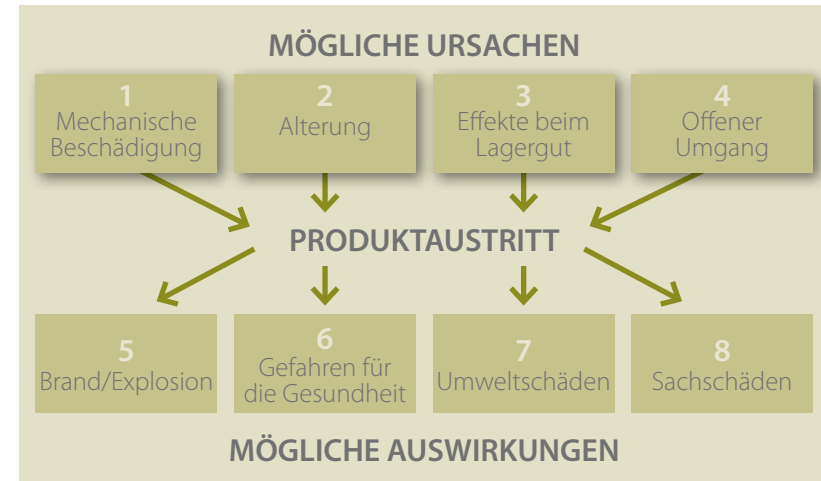 MÖGLICHE URSACHEN
1
Mechanische
Beschädigung
2
Alterung
3
Effekte beim
Lagergut
4
Offener
Umgang
PRODUKTAUSTRITT
5
Brand/Explosion
6
Gefahren für
die Gesundheit
7
Umweltschäden
8
Sachschäden
MÖGLICHE AUSWIRKUNGEN